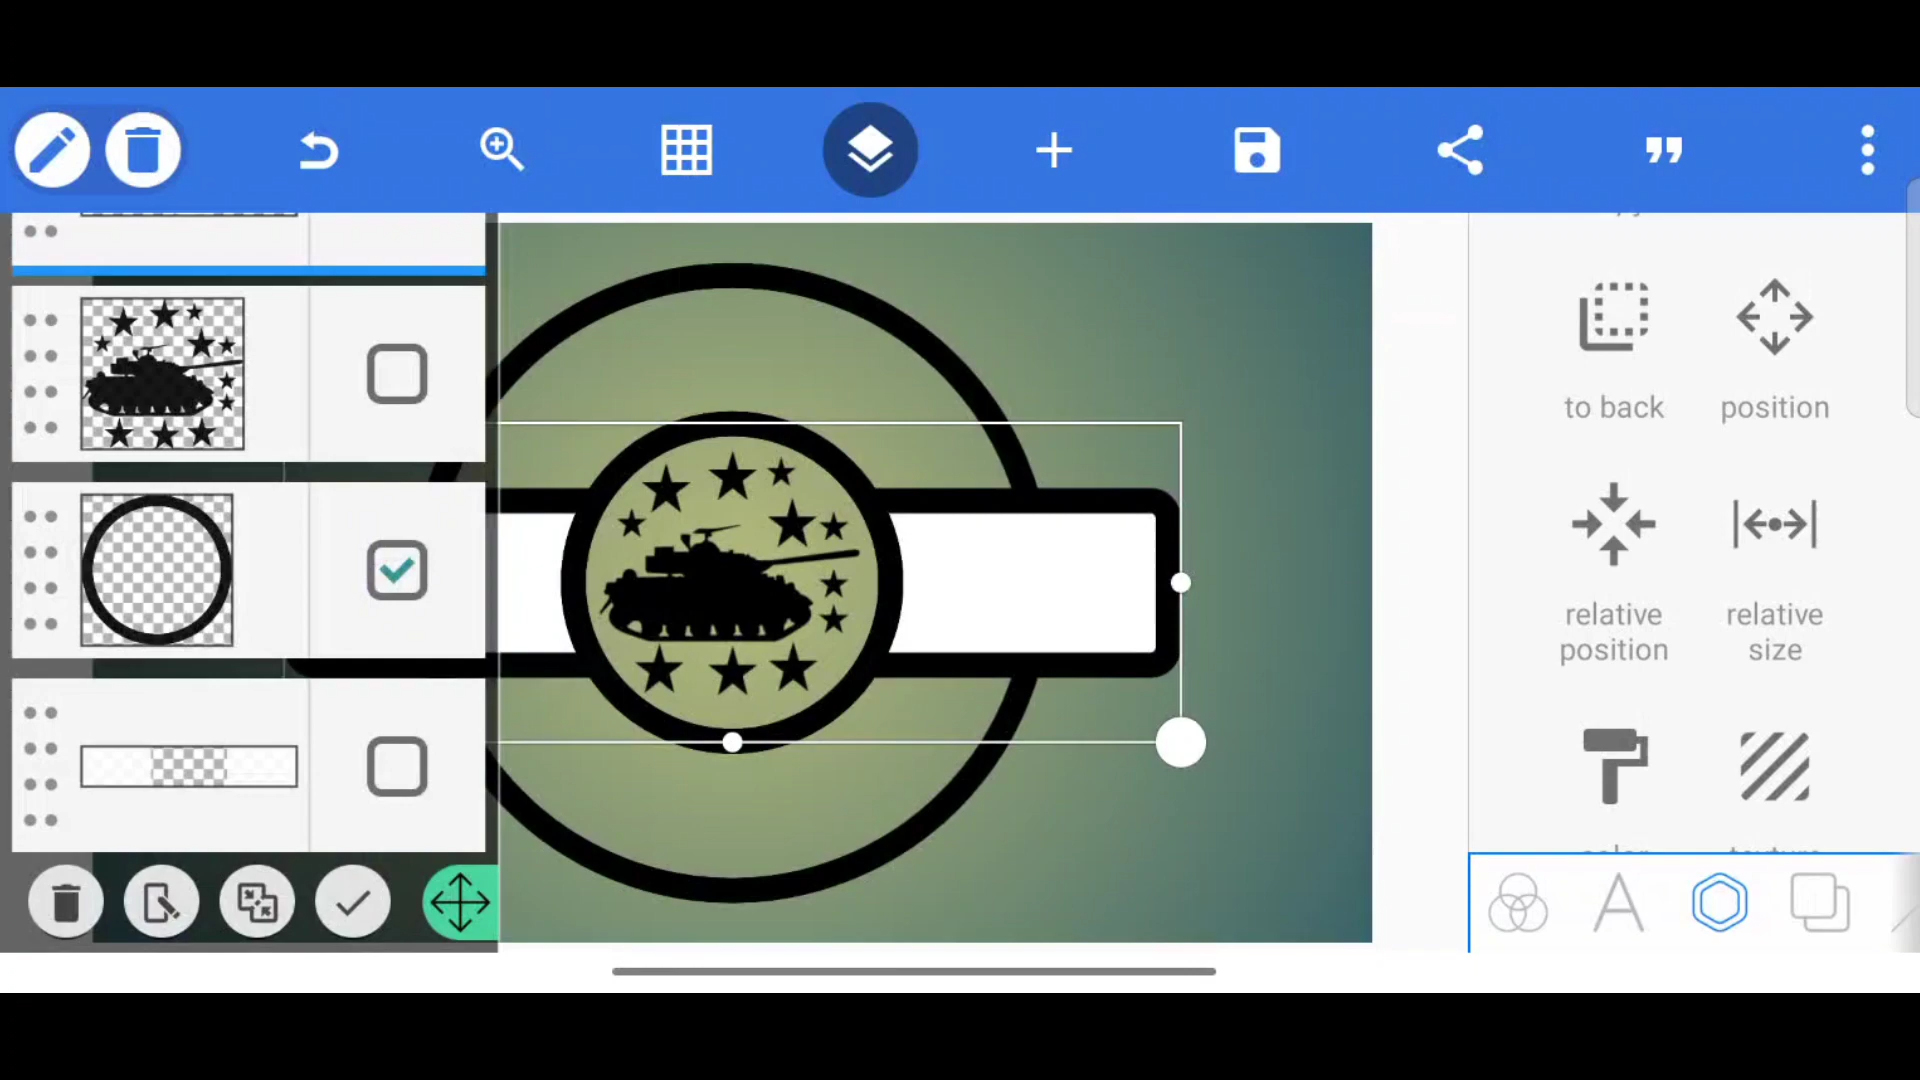 to back
position
relative
position
relative
size